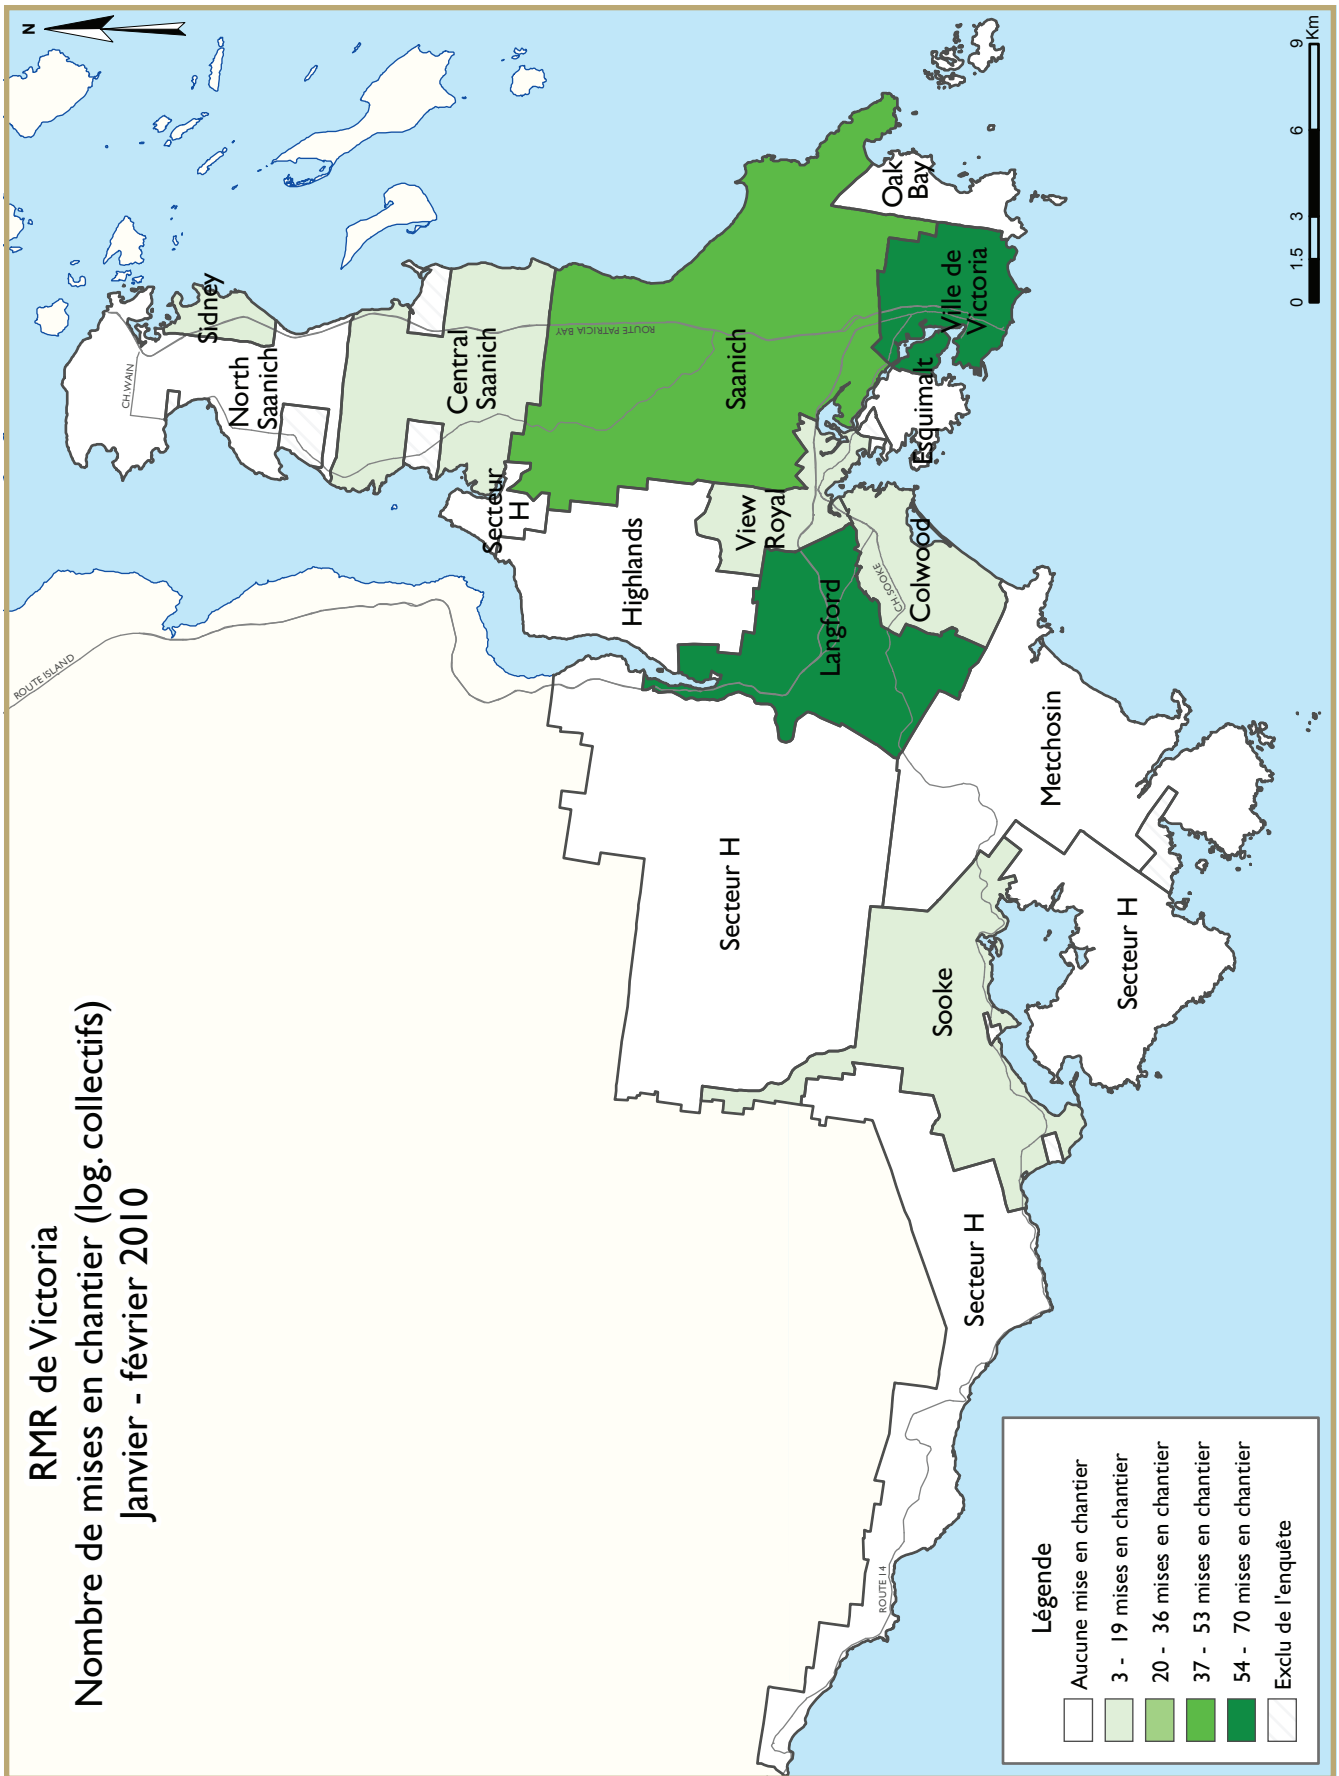 RMR de Victoria
Nombre de mises en chantier (log. collectifs)
Janvier - février 2010
N
ROUTE ISLAND
CH.WAIN
Sidney
North
Saanich
Central
Saanich
ROUTE PATRICIA BAY
Secteur
H
Saanich
Highlands
View
Royal
Oak
Bay
Ville de
Victoria
Esquimalt
Langford
CH.SOOKE
Colwood
Metchosin
Secteur H
Sooke
Secteur H
Secteur H
ROUTE 14
Légende
Aucune mise en chantier
3 - 19 mises en chantier
20 - 36 mises en chantier
37 - 53 mises en chantier
54 - 70 mises en chantier
Exclu de l'enquête
0 1.5 3 6 9
Km